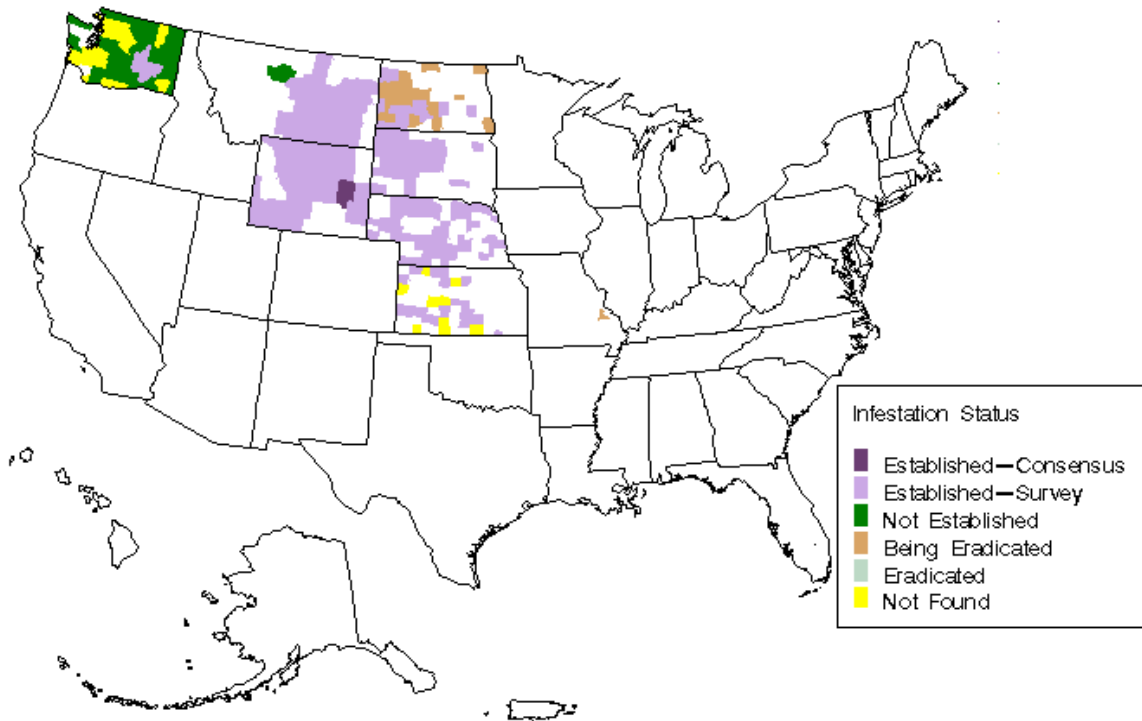 Infestation Status
Established—Consensus
Established—Survey
Not Established
Being Eradicated
Eradicated
Not Found